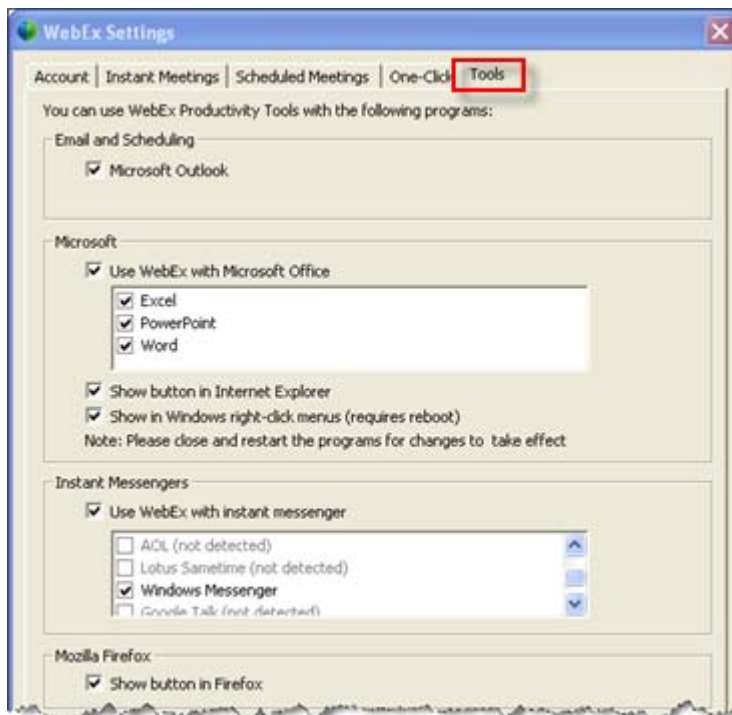 WebEx Settings
Account | Instant Meetings | Scheduled Meetings | One-Click Tools
You can use WebEx Productivity Tools with the following programs:
Email and Scheduling
Microsoft Outlook
Microsoft
Use WebEx with Microsoft Office
Excel
PowerPoint
Word
Show button in Internet Explorer
Show in Windows right-click menus (requires reboot)
Note: Please close and restart the programs for changes to take effect
Instant Messengers
Use WebEx with instant messenger
AOL (not detected)
Lotus Sametime (not detected)
Windows Messenger
Google Talk (not detected)
Mozilla Firefox
Show button in Firefox